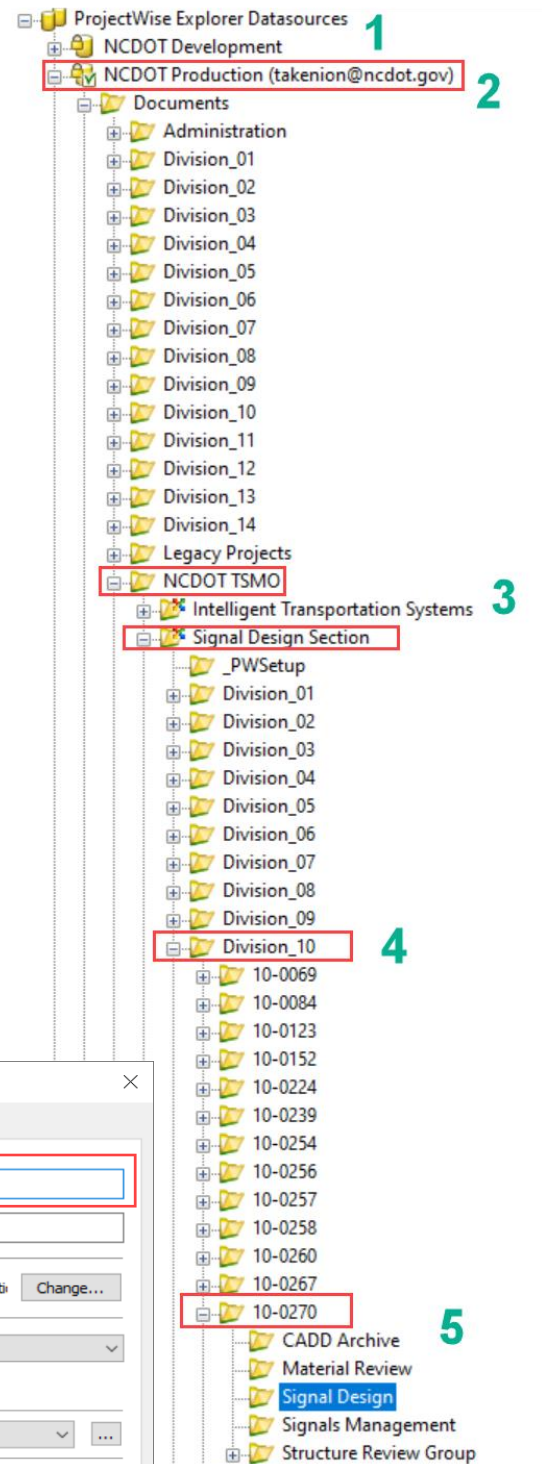 ProjectWise Explorer Datasources 1
NCDOT Development
NCDOT Production (takenion@ncdot.gov) 2
Documents
Administration
Division_01
Division_02
Division_03
Division_04
Division_05
Division_06
Division_07
Division_08
Division_09
Division_10
Division_11
Division_12
Division_13
Division_14
Legacy Projects
NCDOT TSMO
Intelligent Transportation Systems 3
Signal Design Section
_PWSetup
Division_01
Division_02
Division_03
Division_04
Division_05
Division_06
Division_07
Division_08
Division_09
Division_10 4
10-0069
10-0084
10-0123
10-0152
10-0224
10-0239
10-0254
10-0256
10-0257
10-0258
10-0260
10-0267
10-0270 5
CADD Archive
Material Review
Signal Design
Signals Management
Structure Review Group
Change...
...